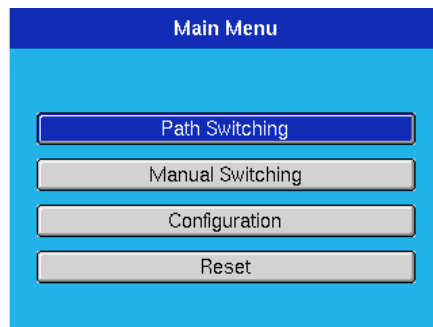 Main Menu
Path Switching
Manual Switching
Configuration
Reset